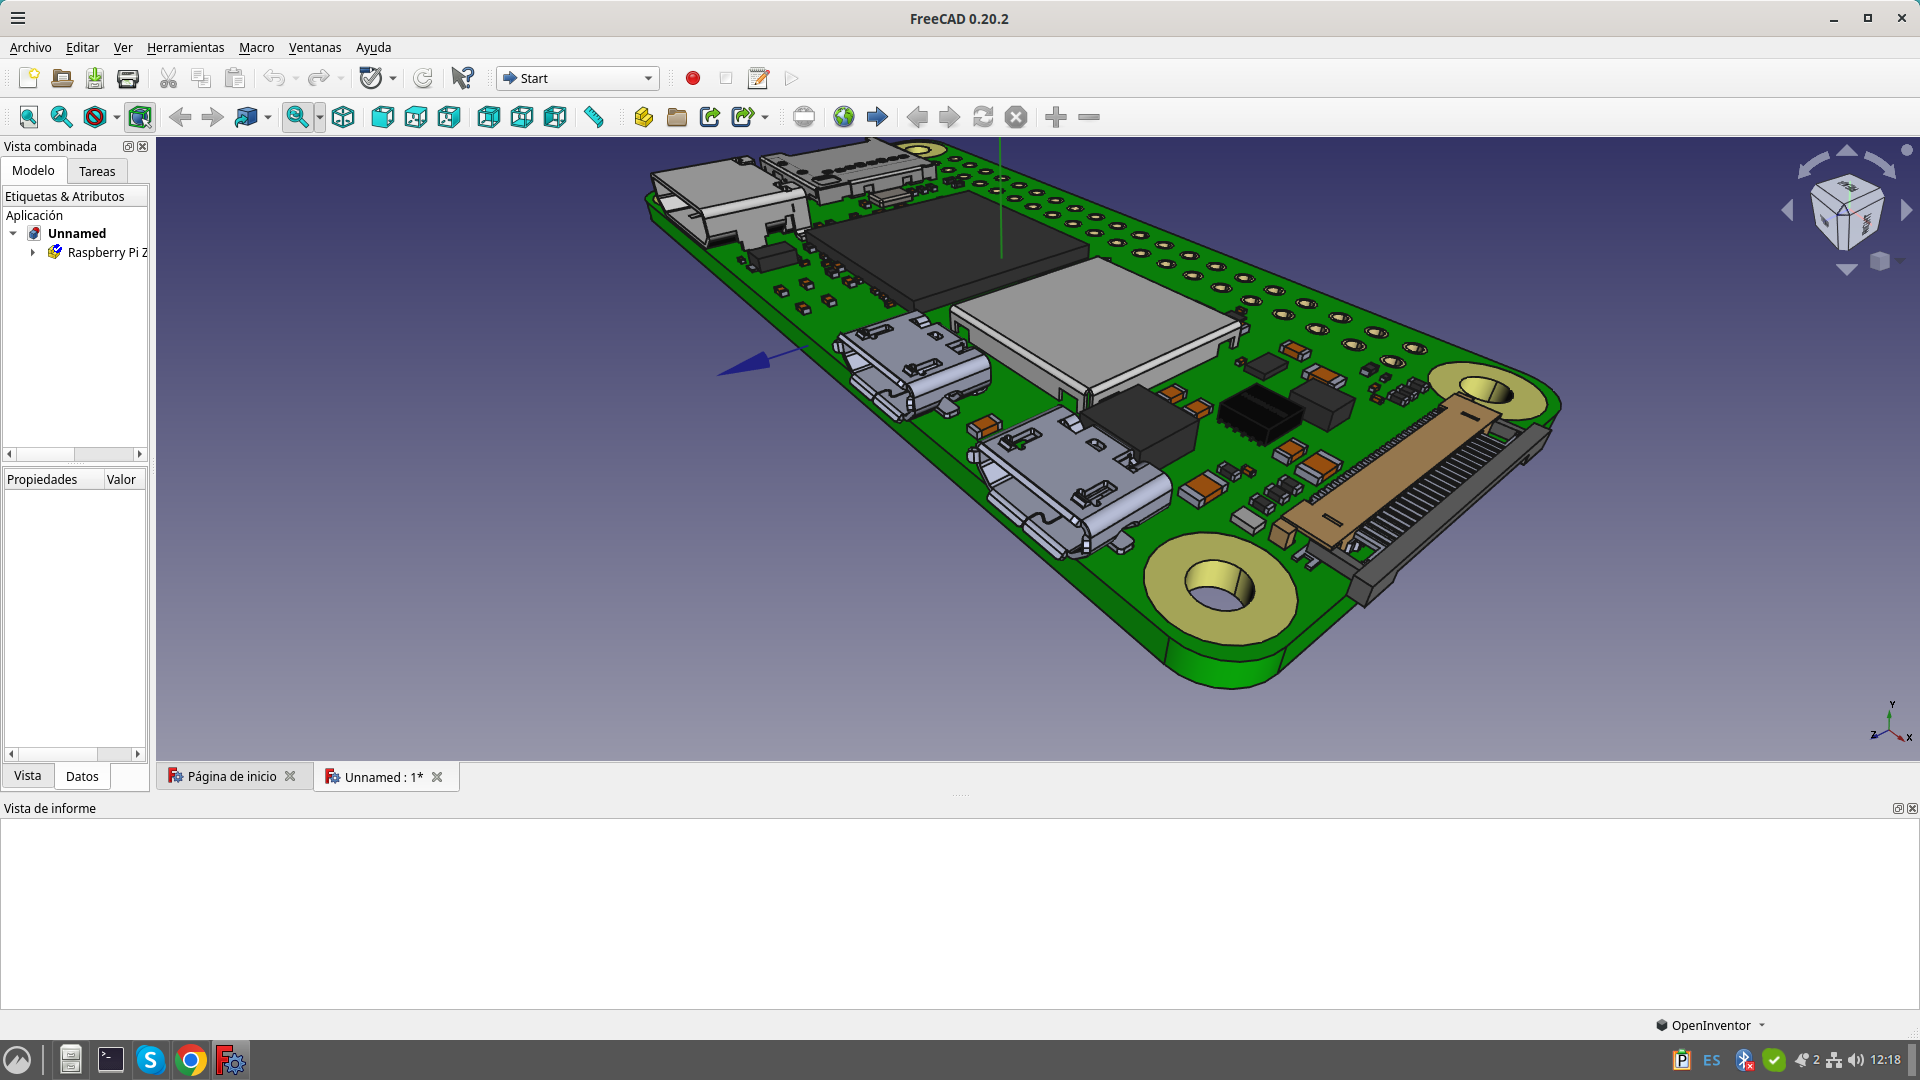 FreeCAD 0.20.2
Archivo Editar Ver Herramientas Macro Ventanas Ayuda
Start
Vista combinada
Modelo Tareas
Etiquetas & Atributos
Aplicación
Unnamed
Raspberry Pi Z
Propiedades Valor
Vista Datos
Y
Z X
Página de inicio Unnamed : 1*
Vista de informe
OpenInventor
ES 2 12:18